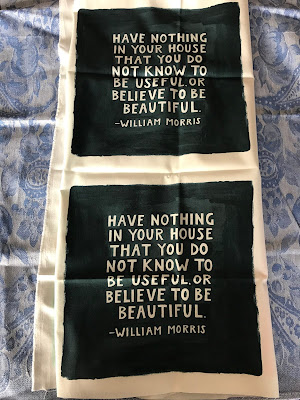 HAVE NOTHING
IN YOUR HOUSE
THAT YOU DO
NOT KNOW TO
BE USEFUL.OR
BELIEVE TO BE
BEAUTIFUL.
-WILLIAM MORRIS
HAVE NOTHING
IN YOUR HOUSE
THAT YOU DO
NOT KNOW TO
BE USEFUL.OR
BELIEVE TO BE
BEAUTIFUL.
-WILLIAM MORRIS